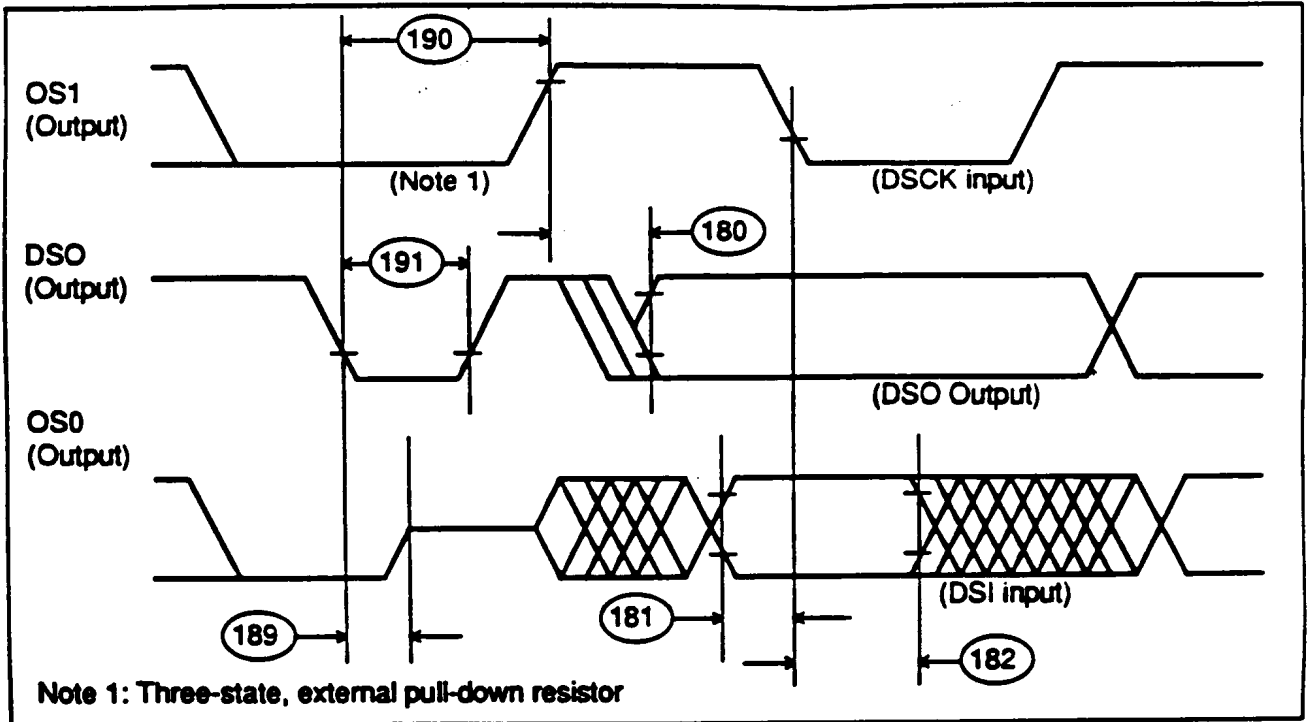 190
OS1
(Output)
(Note 1)
(DSCK input)
180
DSO
(Output)
191
(DSO Output)
OS0
(Output)
(DSI input)
181
189
182
Note 1: Three-state, external pull-down resistor